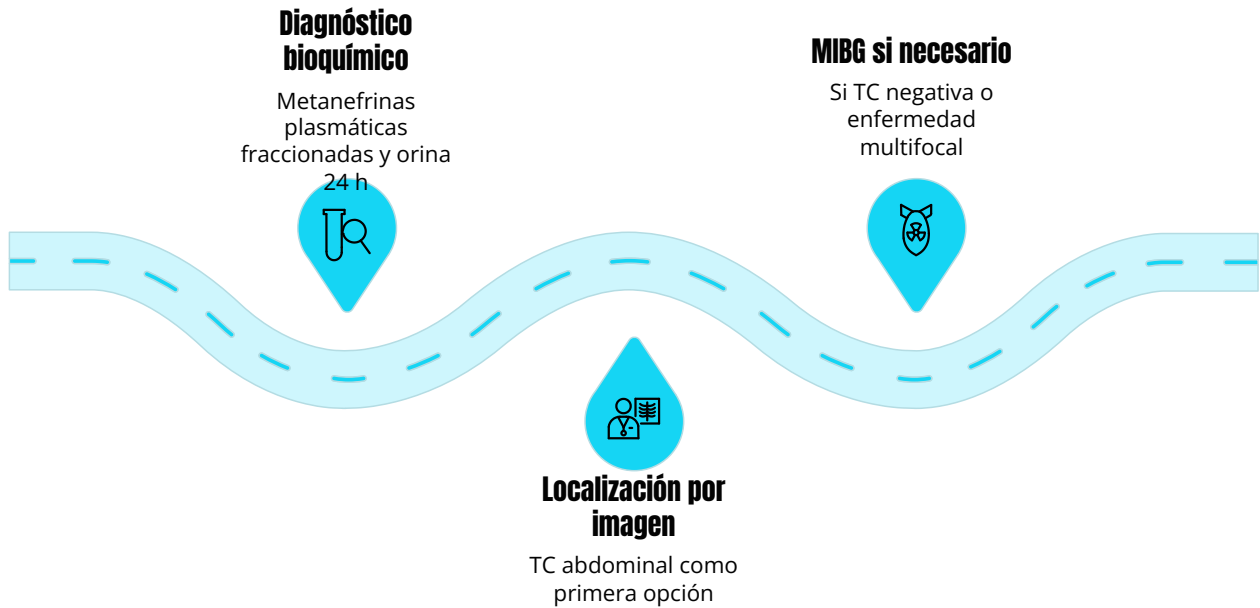 Diagnóstico
bioquímico
Metanefrinas
plasmáticas
fraccionadas y orina
24 h
MIBG si necesario
Si TC negativa o
enfermedad
multifocal
Localización por
imagen
TC abdominal como
primera opción